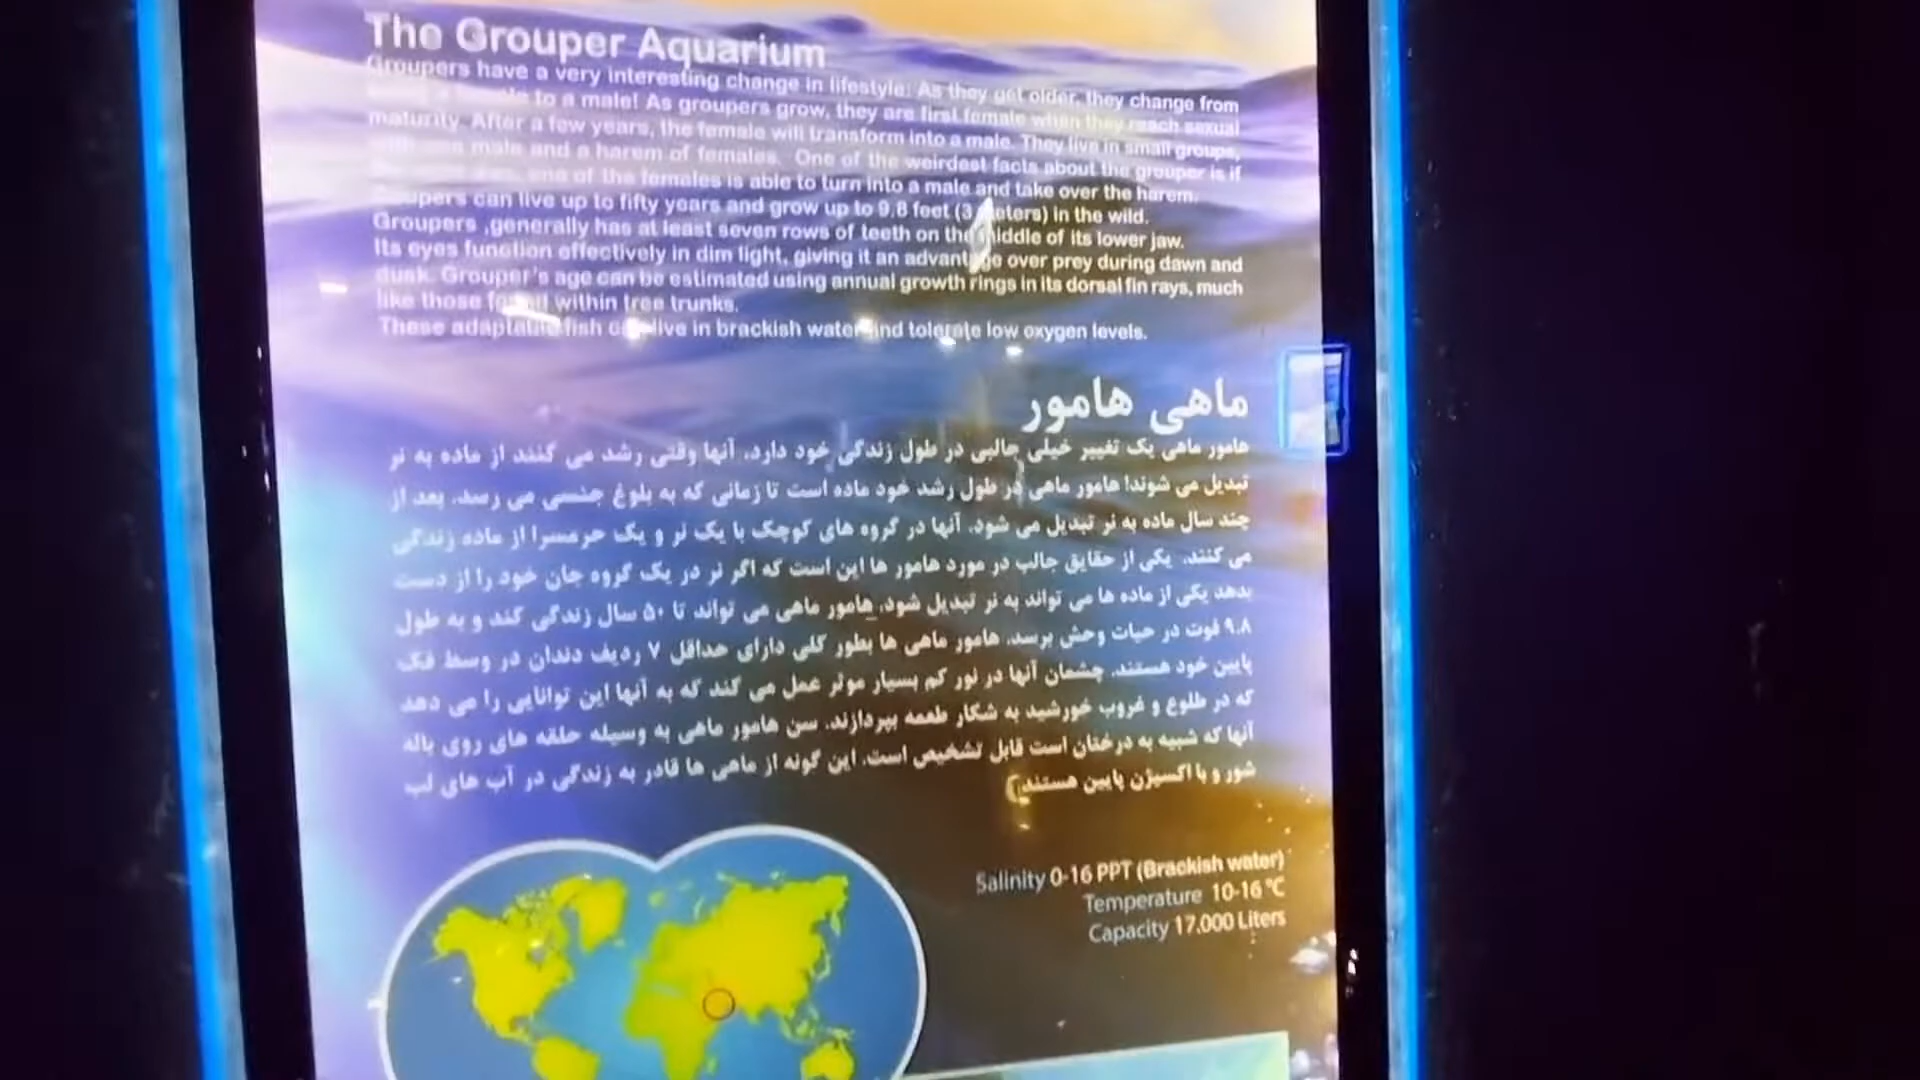 The Grouper Aquarium
Groupers have a very interesting change in lifestyle: As they get older, they change from
to a male! As groupers grow, they are first female when they reach sexual
maturity. After a few years, the female will transform into a male. They live in small groups,
male and a harem of females. One of the weirdest facts about the grouper is if
one of the females is able to turn into a male and take over the harem.
Groupers can live up to fifty years and grow up to 9.8 feet (3 meters) in the wild.
Groupers ,generally has at least seven rows of teeth on the middle of its lower jaw.
Its eyes function effectively in dim light, giving it an advantage over prey during dawn and
dusk. Grouper's age can be estimated using annual growth rings in its dorsal fin rays, much
like those found within tree trunks.
These adaptable fish can live in brackish water and tolerate low oxygen levels.
ماهی هامور
هامور ماهی یک تغییر خیلی جالبی در طول زندگی خود دارد. آنها وقتی رشد می کنند از ماده به نر
تبدیل می شوند! هامور ماهی در طول رشد خود ماده است تا زمانی که به بلوغ جنسی می رسد. بعد از
چند سال ماده به نر تبدیل می شود. آنها در گروه های کوچک با یک نر و یک حرمسرا از ماده زندگی
می کنند. یکی از حقایق جالب در مورد هامور ها این است که اگر نر در یک گروه جان خود را از دست
بدهد یکی از ماده ها می تواند به نر تبدیل شود. هامور ماهی می تواند تا ۵۰ سال زندگی کند و به طول
۹.۸ فوت در حیات وحش برسد. هامور ماهی ها بطور کلی دارای حداقل ۷ ردیف دندان در وسط فک
پایین خود هستند. چشمان آنها در نور کم بسیار موثر عمل می کند که به آنها این توانایی را می دهد
که در طلوع و غروب خورشید به شکار طعمه بپردازند. سن هامور ماهی به وسیله حلقه های روی باله
آنها که شبیه به درختان است قابل تشخیص است. این گونه از ماهی ها قادر به زندگی در آب های لب
شور و با اکسیژن پایین هستند.
Salinity 0-16 PPT (Brackish water)
Temperature 10-16 °C
Capacity 17.000 Liters